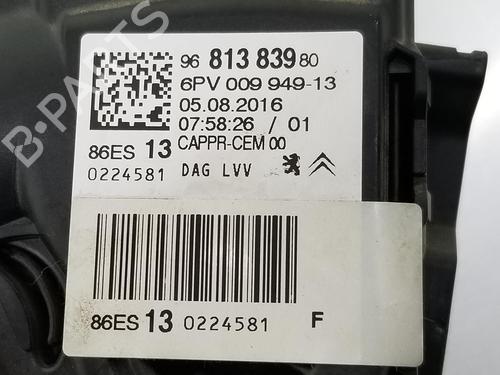 96 813 839 80
6PV 009 949-13
05.08.2016
07:58:26 / 01
86ES 13 CAPPR-CEM 00
0224581 DAG LVV
86ES 13 0224581 F
B-PARTS